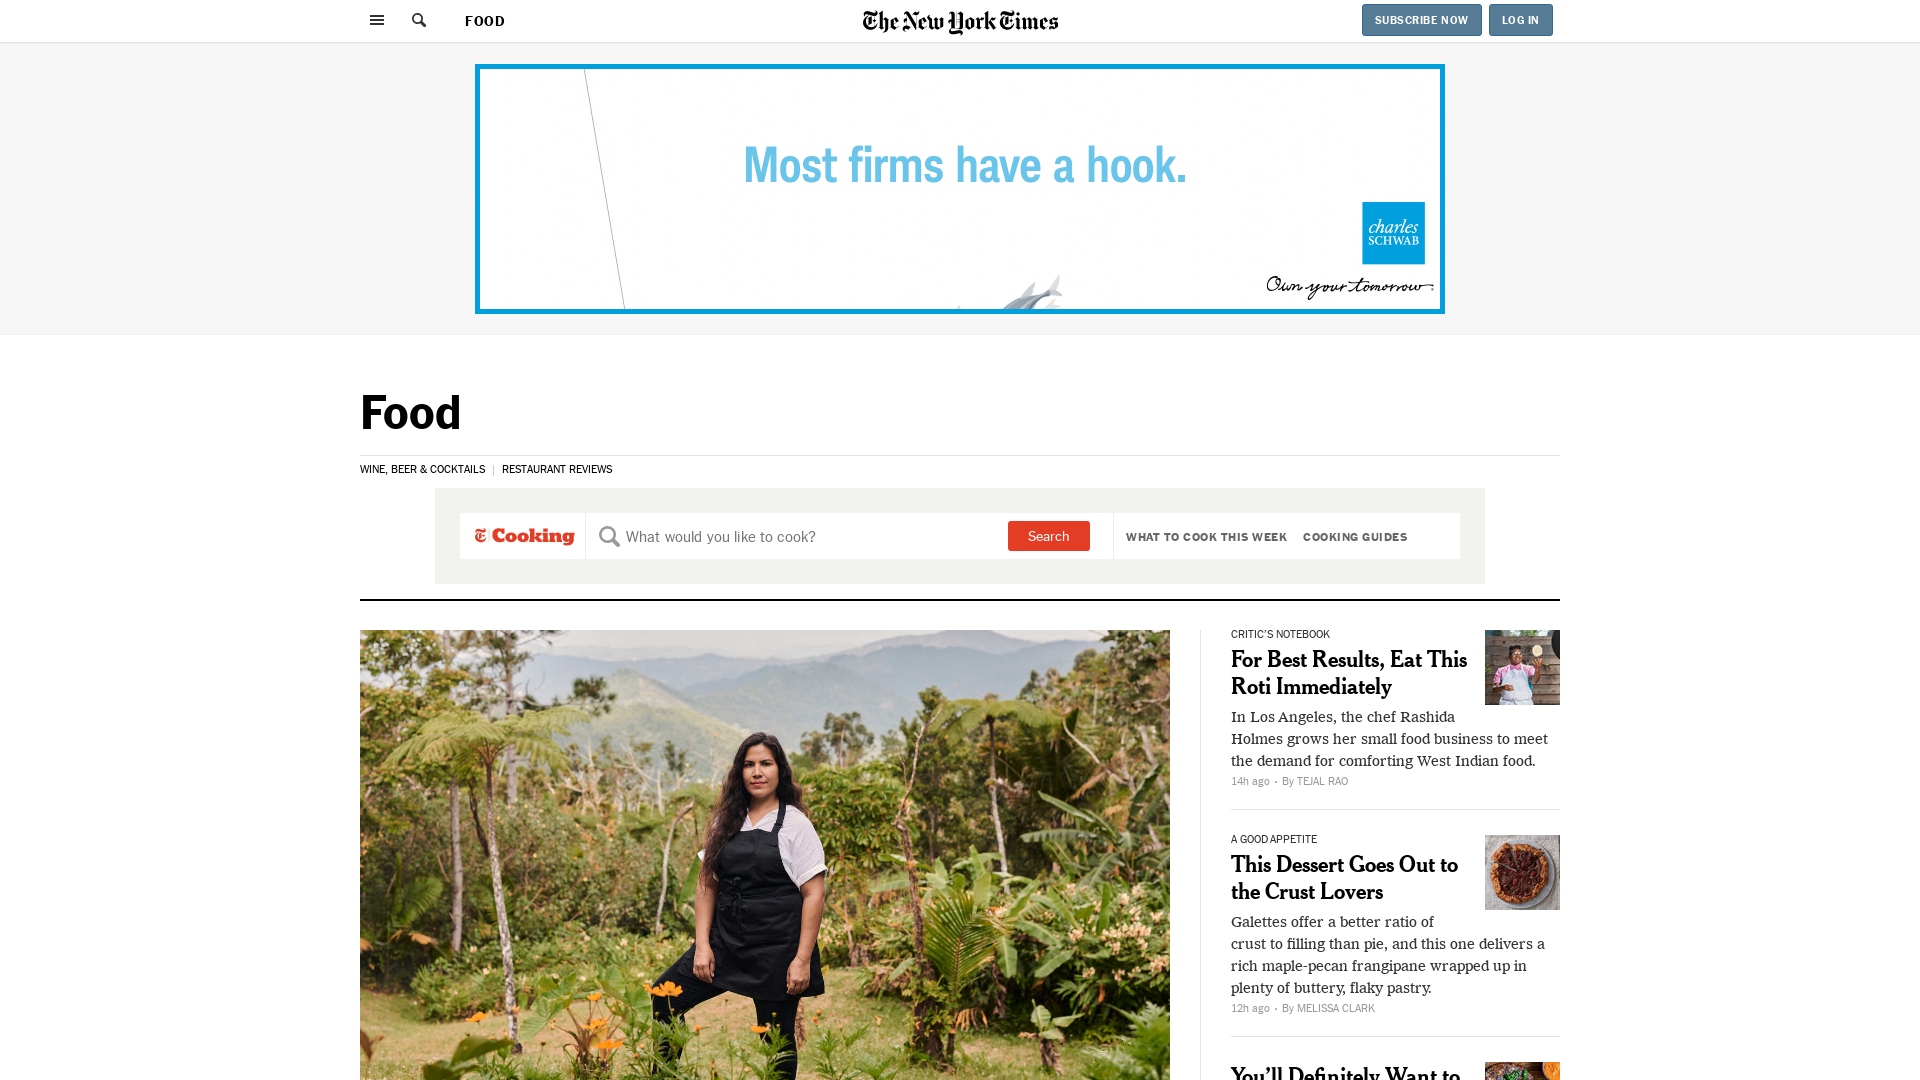 FOOD
The New York Times
SUBSCRIBE NOW
LOG IN
Most firms have a hook.
charles
SCHWAB
Own your tomorrow.
Food
WINE, BEER & COCKTAILS | RESTAURANT REVIEWS
Cooking
What would you like to cook?
Search
WHAT TO COOK THIS WEEK
COOKING GUIDES
CRITIC'S NOTEBOOK
For Best Results, Eat This
Roti Immediately
In Los Angeles, the chef Rashida
Holmes grows her small food business to meet
the demand for comforting West Indian food.
14h ago • By TEJAL RAO
A GOOD APPETITE
This Dessert Goes Out to
the Crust Lovers
Galettes offer a better ratio of
crust to filling than pie, and this one delivers a
rich maple-pecan frangipane wrapped up in
plenty of buttery, flaky pastry.
12h ago • By MELISSA CLARK
You'll Definitely Want to